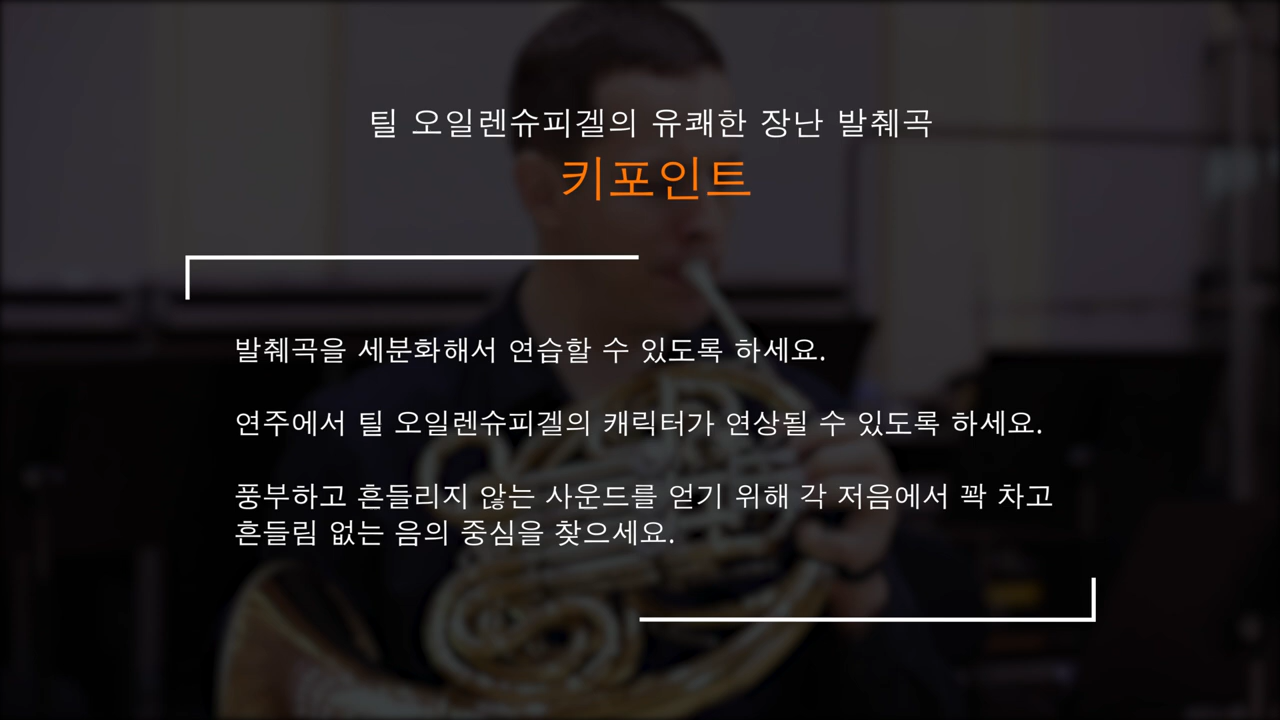 틸 오일렌슈피겔의 유쾌한 장난 발췌곡
키포인트
발췌곡을 세분화해서 연습할 수 있도록 하세요.
연주에서 틸 오일렌슈피겔의 캐릭터가 연상될 수 있도록 하세요.
풍부하고 흔들리지 않는 사운드를 얻기 위해 각 저음에서 꽉 차고
흔들림 없는 음의 중심을 찾으세요.